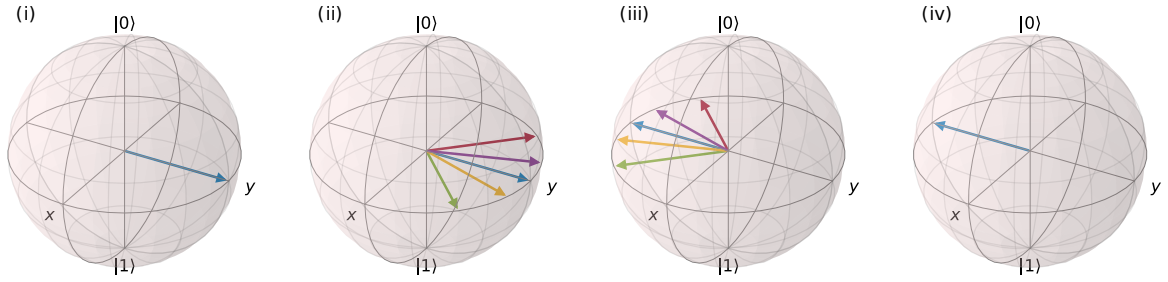 (i) (ii) (iii) (iv)
|0⟩ |0⟩ |0⟩ |0⟩
y y y y
x x x x
|1⟩ |1⟩ |1⟩ |1⟩